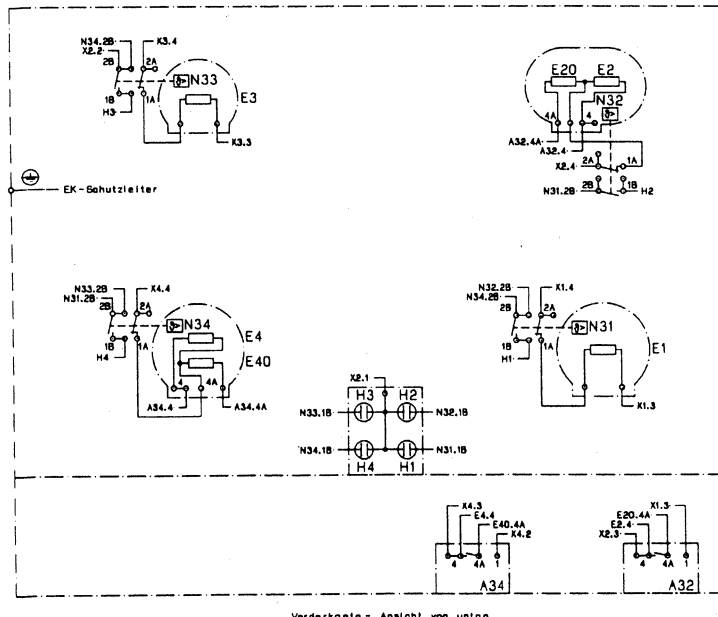 N34.2B K3.4
X2.2
2B 2A
N33
E3
1B 1A
H3
K3.3
E20 E2
N32
4A 4
A32.4A
A32.4
X2.4 2A 1A
N31.2B 2B 1B H2
EK-Schutzleiter
N33.2B X4.4
N31.2B
2B 2A
N34
E4
E40
1B 1A
H4
4 4A
A34.4 A34.4A
N32.2B X1.4
N34.2B
2B 2A
N31
E1
1B 1A
H1
X1.3
X2.1
H3 H2
N33.1B N32.1B
N34.1B N31.1B
H4 H1
X4.3
E4.4
E40.4A
X4.2
4 4A 1
A34
X1.3
E20.4A
E2.4
X2.3
4 4A 1
A32
Vorderkante - Ansicht von unten